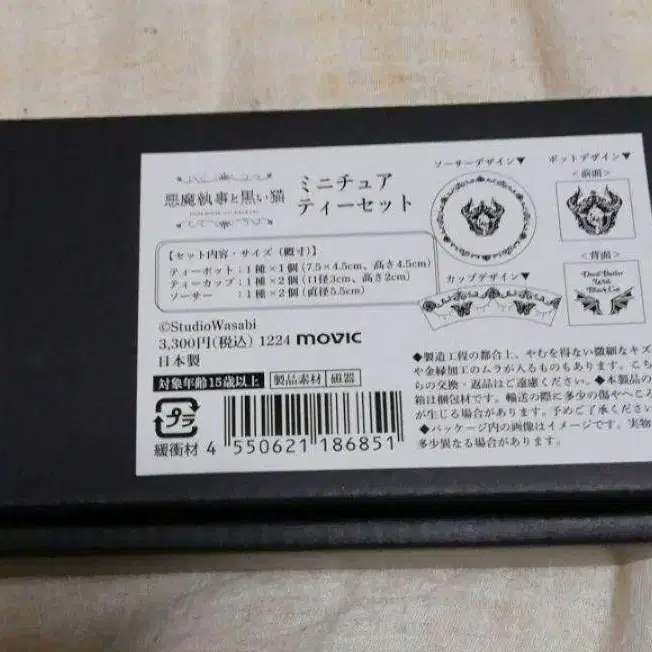 悪魔執事と黒い猫
ミニチュア
ティーセット
【セット内容・サイズ（概寸）】
ティーポット：1種×1個（7.5×4.5cm、高さ4.5cm）
ティーカップ：1種×2個（口径3cm、高さ2cm）
ソーサー　：1種×2個（直径5.5cm）
©StudioWasabi
3,300円(税込) 1224 movic
日本製
対象年齢15歳以上 製品素材 磁器
プラ
緩衝材
4 550621 186851
ソーサーデザイン▼
ポットデザイン▼
＜前面＞
カップデザイン▼
＜背面＞
Devil Butler
With
Black Cat
◆製造工程の都合上、やむを得ない微細なキズ
や金縁加工のムラが入るものもあります。こち
らの交換・返品はご遠慮ください。◆本製品の
箱は梱包材です。輸送の際に多少の傷やへこ
が生じる場合があります。予めご了承ください
◆パッケージ内の画像はイメージです。実物
多少異なる場合があります。